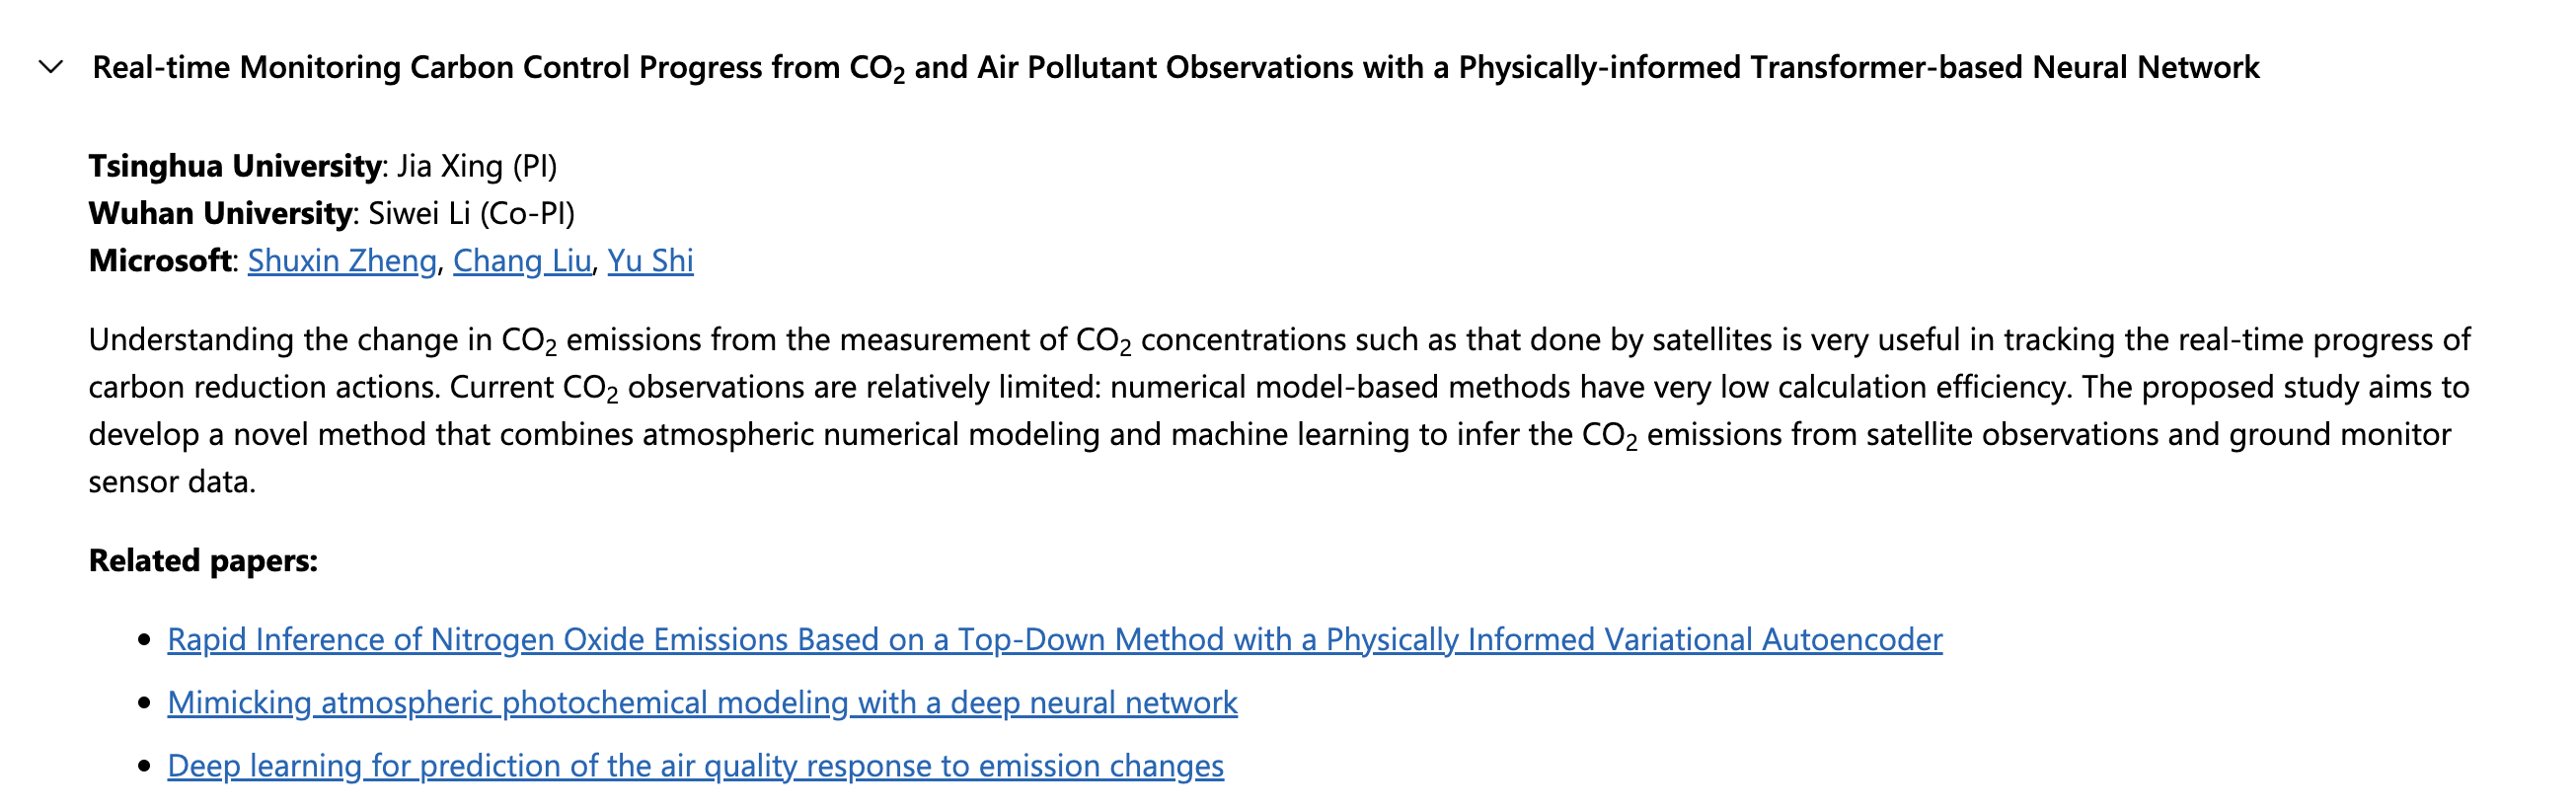 Real-time Monitoring Carbon Control Progress from CO₂ and Air Pollutant Observations with a Physically-informed Transformer-based Neural Network
Tsinghua University: Jia Xing (PI)
Wuhan University: Siwei Li (Co-PI)
Microsoft: Shuxin Zheng, Chang Liu, Yu Shi
Understanding the change in CO₂ emissions from the measurement of CO₂ concentrations such as that done by satellites is very useful in tracking the real-time progress of
carbon reduction actions. Current CO₂ observations are relatively limited: numerical model-based methods have very low calculation efficiency. The proposed study aims to
develop a novel method that combines atmospheric numerical modeling and machine learning to infer the CO₂ emissions from satellite observations and ground monitor
sensor data.
Related papers:
• Rapid Inference of Nitrogen Oxide Emissions Based on a Top-Down Method with a Physically Informed Variational Autoencoder
• Mimicking atmospheric photochemical modeling with a deep neural network
• Deep learning for prediction of the air quality response to emission changes